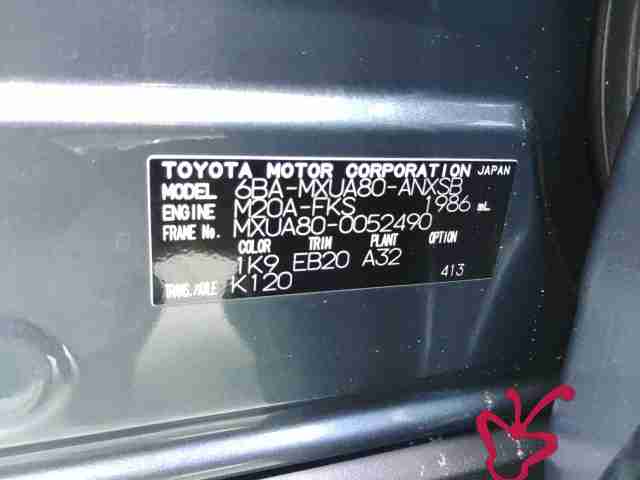 TOYOTA MOTOR CORPORATION JAPAN
MODEL 6BA-MXUA80-ANXSB
ENGINE M20A-FKS 1986 mL
FRAME No. MXUA80-0052490
COLOR TRIM PLANT OPTION
1K9 EB20 A32 413
TRANS./AXLE K120